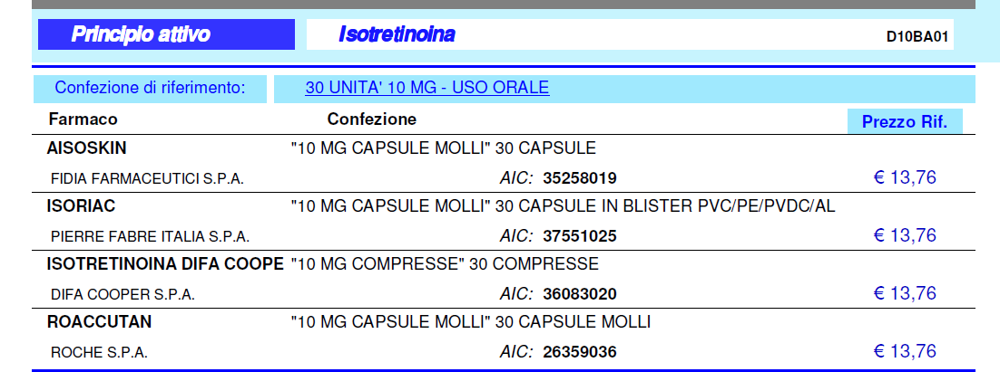 Principio attivo Isotretinoina D10BA01
Confezione di riferimento: 30 UNITA' 10 MG - USO ORALE
Farmaco Confezione Prezzo Rif.
AISOSKIN "10 MG CAPSULE MOLLI" 30 CAPSULE
FIDIA FARMACEUTICI S.P.A. AIC: 35258019 € 13,76
ISORIAC "10 MG CAPSULE MOLLI" 30 CAPSULE IN BLISTER PVC/PE/PVDC/AL
PIERRE FABRE ITALIA S.P.A. AIC: 37551025 € 13,76
ISOTRETINOINA DIFA COOPE "10 MG COMPRESSE" 30 COMPRESSE
DIFA COOPER S.P.A. AIC: 36083020 € 13,76
ROACCUTAN "10 MG CAPSULE MOLLI" 30 CAPSULE MOLLI
ROCHE S.P.A. AIC: 26359036 € 13,76